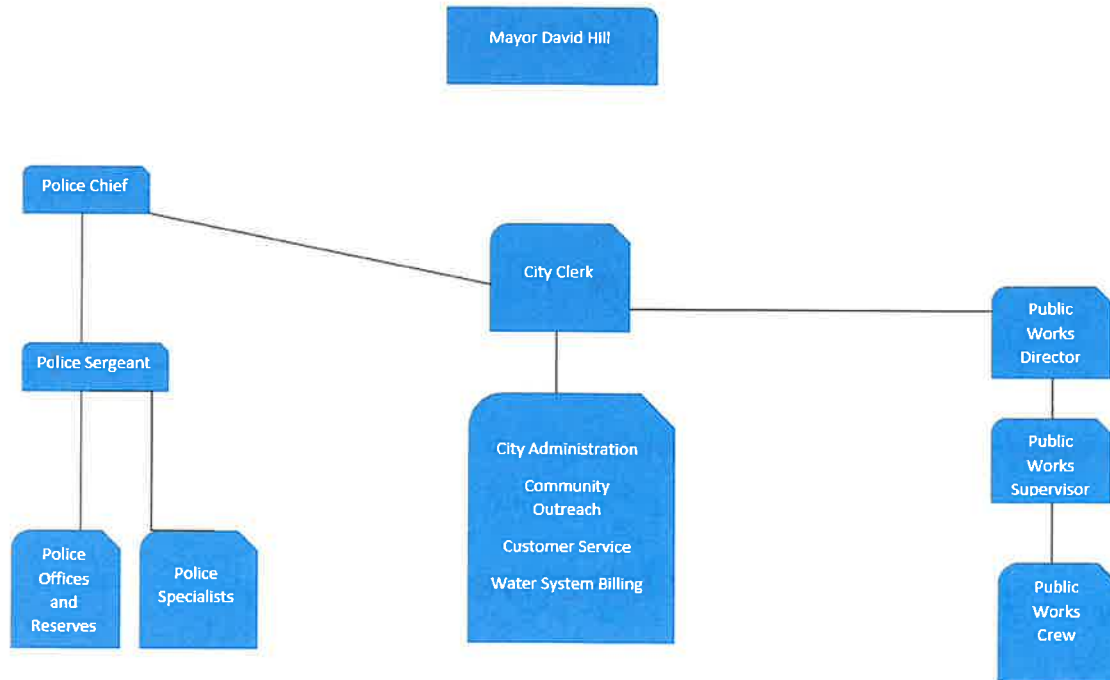 Mayor David Hill
Police Chief
City Clerk
Public
Works
Director
Police Sergeant
City Administration
Community
Outreach
Customer Service
Water System Billing
Public
Works
Supervisor
Police
Offices
and
Reserves
Police
Specialists
Public
Works
Crew